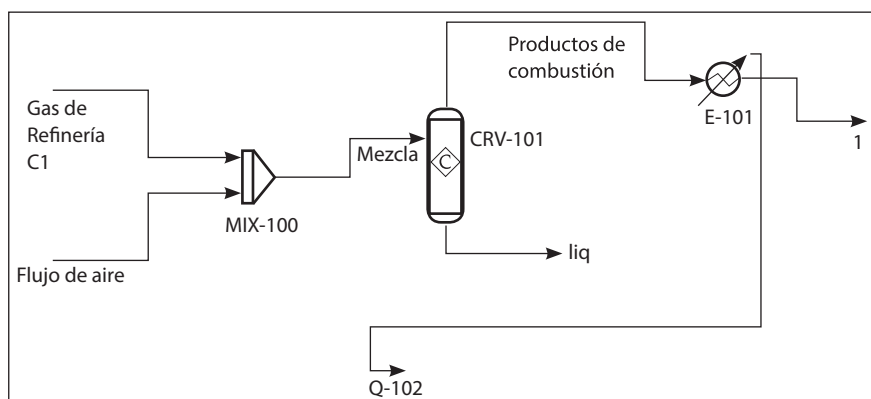 Productos de
combustión
E-101
1
Gas de
Refinería
C1
Mezcla
C
CRV-101
MIX-100
Flujo de aire
liq
Q-102